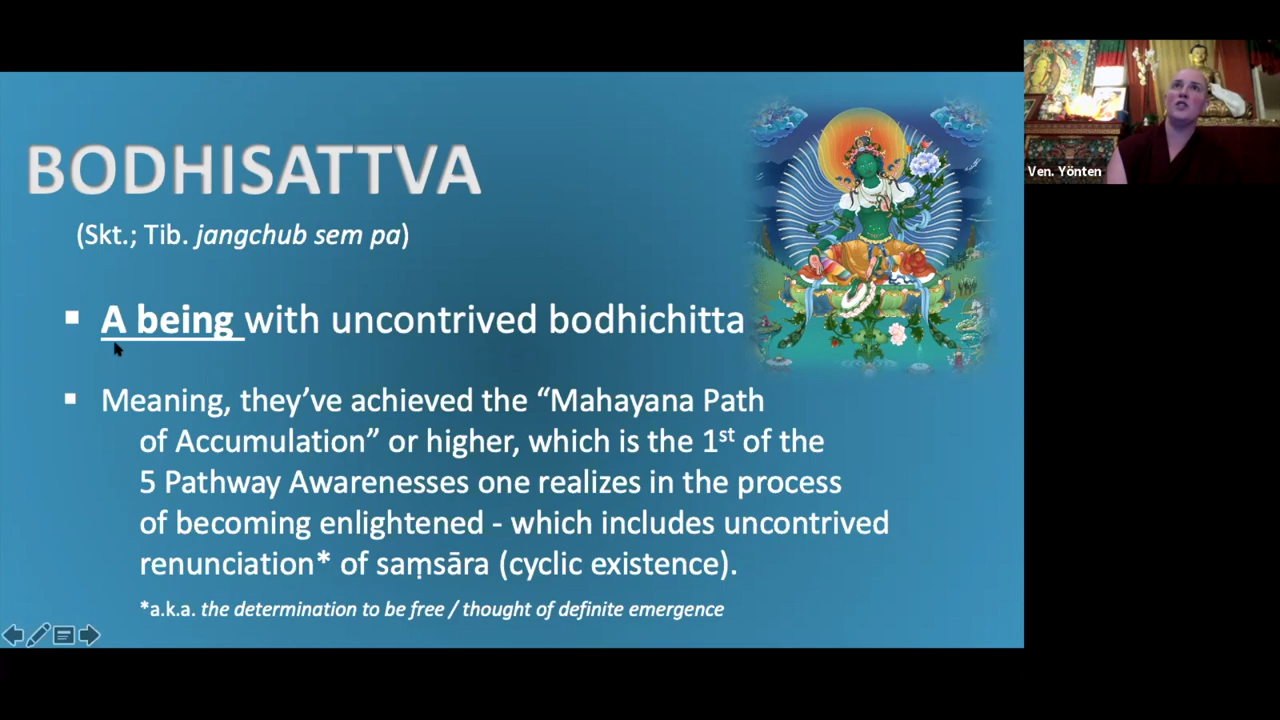 BODHISATTVA
(Skt.; Tib. jangchub sem pa)
▪ A being with uncontrived bodhichitta
▪ Meaning, they’ve achieved the “Mahayana Path
of Accumulation” or higher, which is the 1st of the
5 Pathway Awarenesses one realizes in the process
of becoming enlightened - which includes uncontrived
renunciation* of saṃsāra (cyclic existence).
*a.k.a. the determination to be free / thought of definite emergence
Ven. Yönten